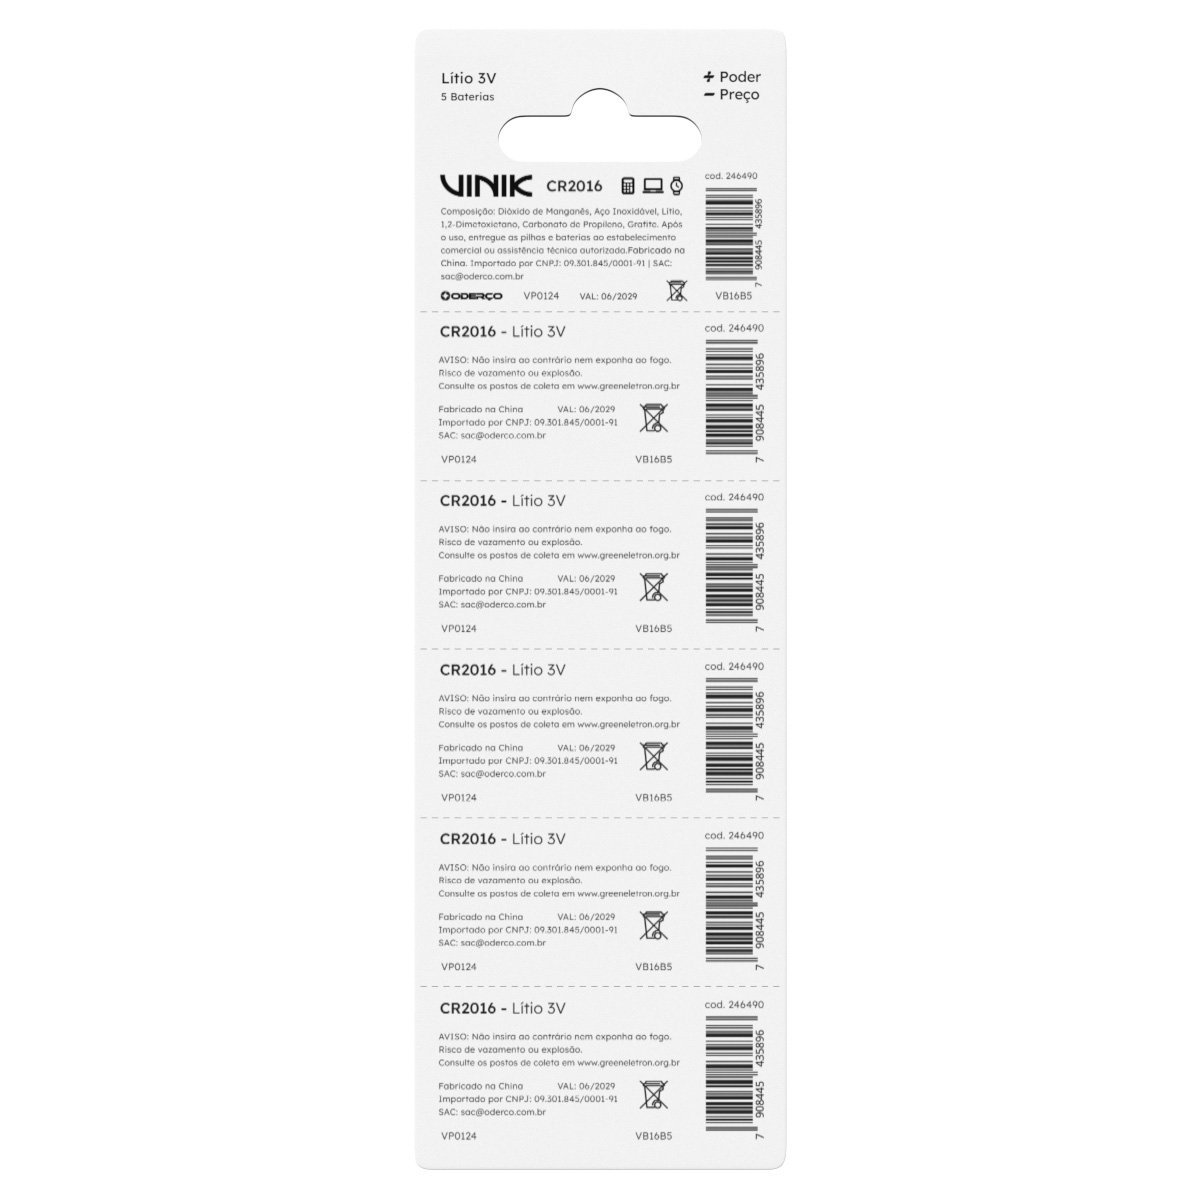 Lítio 3V
5 Baterias
+ Poder
- Preço
VINIK CR2016
cod. 246490
Composição: Dióxido de Manganês, Aço Inoxidável, Lítio,
1,2-Dimetoxietano, Carbonato de Propileno, Grafite. Após
o uso, entregue as pilhas e baterias ao estabelecimento
comercial ou assistência técnica autorizada.Fabricado na
China. Importado por CNPJ: 09.301.845/0001-91 | SAC:
sac@oderco.com.br
ODERÇO VP0124 VAL: 06/2029
7 908445 435896
VB16B5
CR2016 - Lítio 3V
cod. 246490
AVISO: Não insira ao contrário nem exponha ao fogo.
Risco de vazamento ou explosão.
Consulte os postos de coleta em www.greeneletron.org.br
Fabricado na China VAL: 06/2029
Importado por CNPJ: 09.301.845/0001-91
SAC: sac@oderco.com.br
VP0124 VB16B5
7 908445 435896
CR2016 - Lítio 3V
cod. 246490
AVISO: Não insira ao contrário nem exponha ao fogo.
Risco de vazamento ou explosão.
Consulte os postos de coleta em www.greeneletron.org.br
Fabricado na China VAL: 06/2029
Importado por CNPJ: 09.301.845/0001-91
SAC: sac@oderco.com.br
VP0124 VB16B5
7 908445 435896
CR2016 - Lítio 3V
cod. 246490
AVISO: Não insira ao contrário nem exponha ao fogo.
Risco de vazamento ou explosão.
Consulte os postos de coleta em www.greeneletron.org.br
Fabricado na China VAL: 06/2029
Importado por CNPJ: 09.301.845/0001-91
SAC: sac@oderco.com.br
VP0124 VB16B5
7 908445 435896
CR2016 - Lítio 3V
cod. 246490
AVISO: Não insira ao contrário nem exponha ao fogo.
Risco de vazamento ou explosão.
Consulte os postos de coleta em www.greeneletron.org.br
Fabricado na China VAL: 06/2029
Importado por CNPJ: 09.301.845/0001-91
SAC: sac@oderco.com.br
VP0124 VB16B5
7 908445 435896
CR2016 - Lítio 3V
cod. 246490
AVISO: Não insira ao contrário nem exponha ao fogo.
Risco de vazamento ou explosão.
Consulte os postos de coleta em www.greeneletron.org.br
Fabricado na China VAL: 06/2029
Importado por CNPJ: 09.301.845/0001-91
SAC: sac@oderco.com.br
VP0124 VB16B5
7 908445 435896